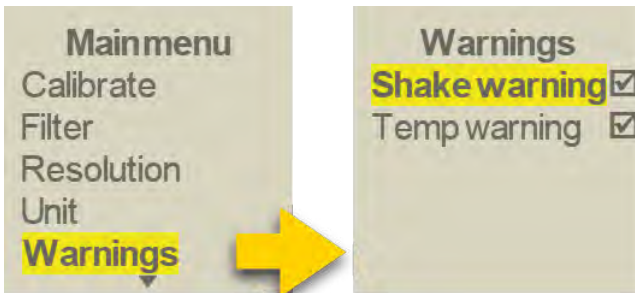 Mainmenu
Calibrate
Filter
Resolution
Unit
Warnings
Warnings
Shake warning
Temp warning